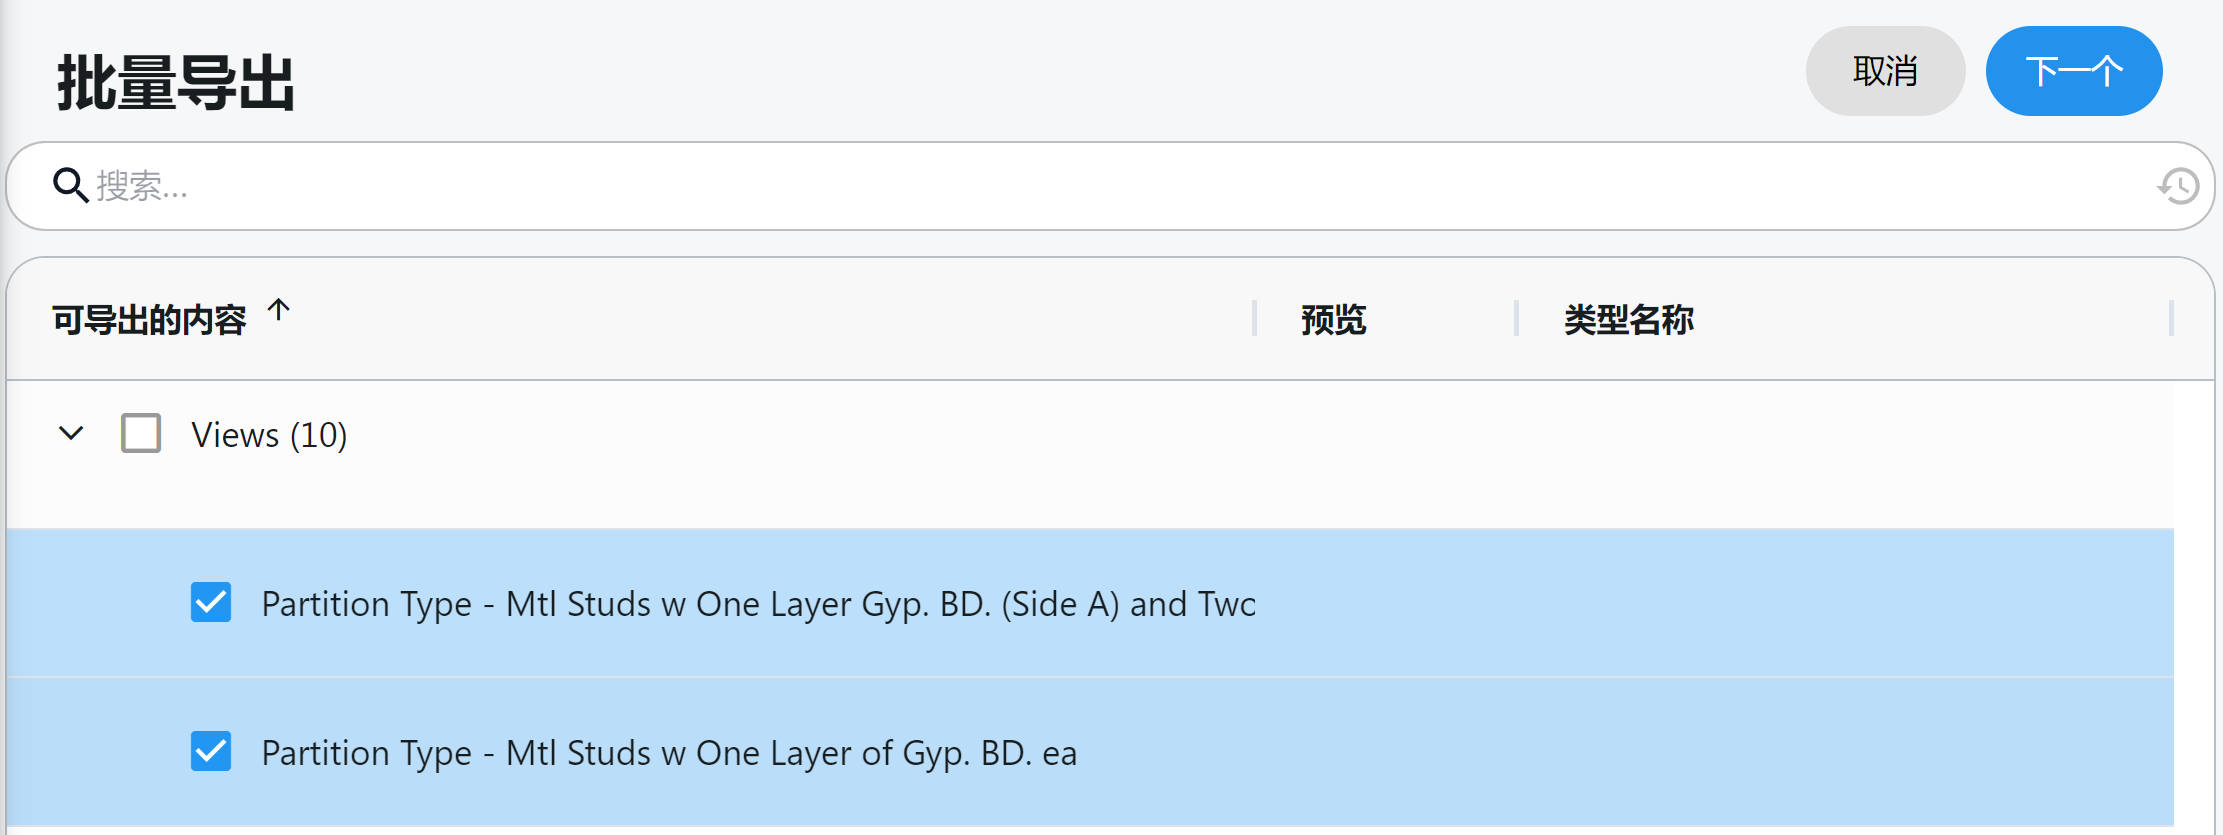 批量导出
取消
下一个
搜索...
可导出的内容
预览
类型名称
Views (10)
Partition Type - Mtl Studs w One Layer Gyp. BD. (Side A) and Two
Partition Type - Mtl Studs w One Layer of Gyp. BD. ea